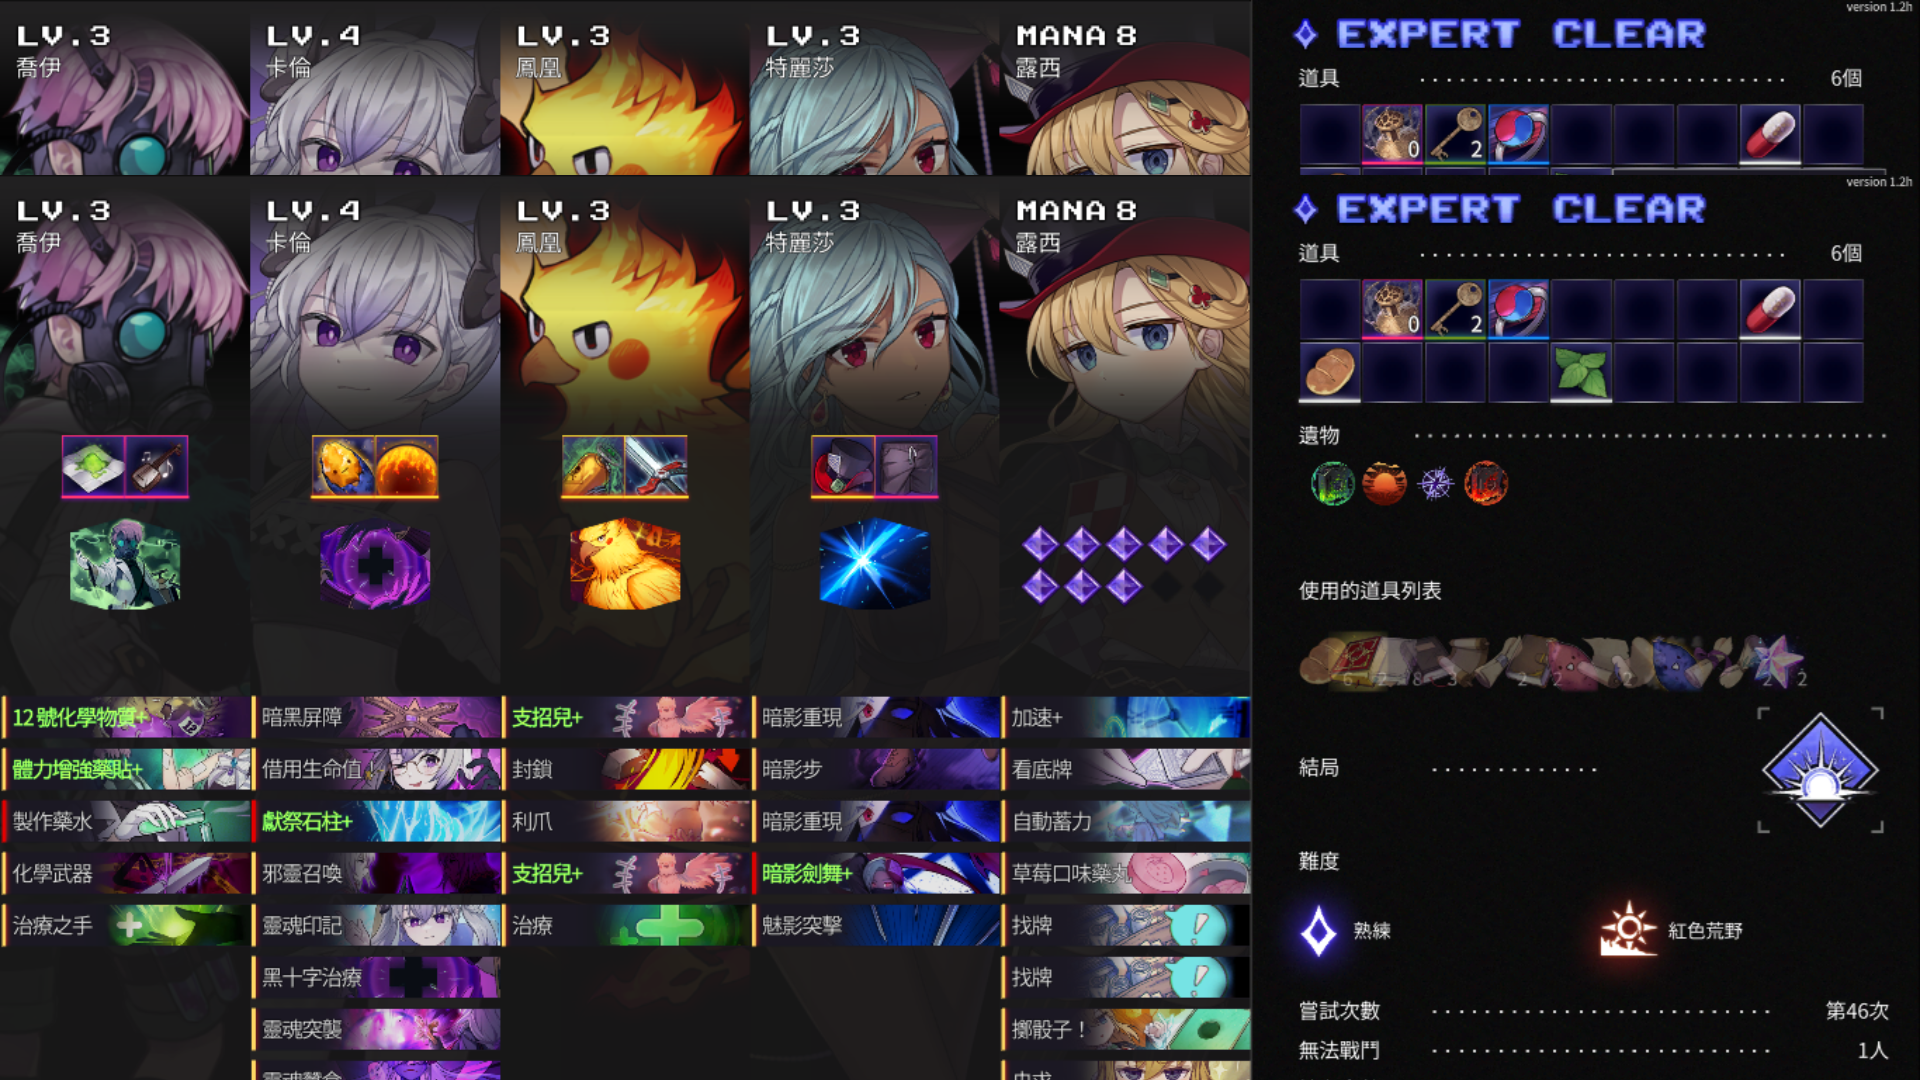 version 1.2h
LV.3
喬伊
LV.4
卡倫
LV.3
鳳凰
LV.3
特麗莎
MANA 8
露西
EXPERT CLEAR
道具 6個
0
2
version 1.2h
LV.3
喬伊
LV.4
卡倫
LV.3
鳳凰
LV.3
特麗莎
MANA 8
露西
EXPERT CLEAR
道具 6個
0
2
遺物
使用的道具列表
12 號化學物質+
體力增強藥貼+
製作藥水
化學武器
治療之手
暗黑屏障
借用生命值!
獻祭石柱+
邪靈召喚
靈魂印記
黑十字治療
靈魂突襲
支招兒+
封鎖
利爪
支招兒+
治療
暗影重現
暗影步
暗影重現
暗影劍舞+
魅影突擊
加速+
看底牌
自動蓄力
草莓口味藥丸
找牌
找牌
擲骰子!
結局
難度
熟練
紅色荒野
嘗試次數 第46次
無法戰鬥 1人